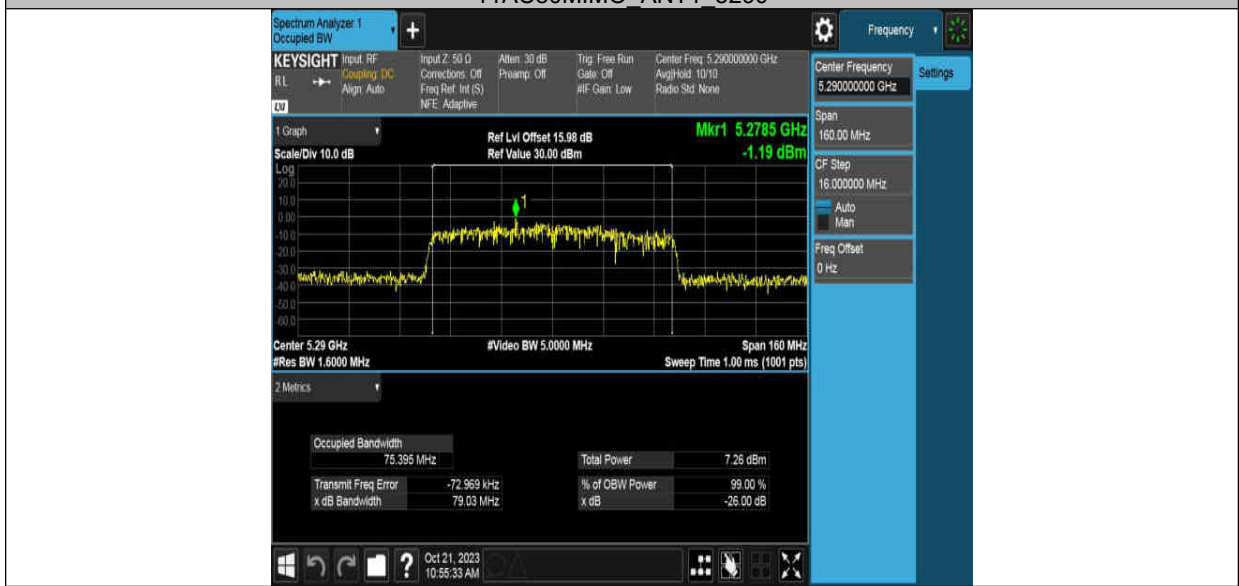 11AC80MIMO_ANT1_5290
Spectrum Analyzer 1
Occupied BW
+
Frequency
KEYSIGHT
RL
LXI
Input: RF
Coupling: DC
Align: Auto
Input Z: 50 Ω
Corrections: Off
Freq Ref: Int (S)
NFE: Adaptive
Atten: 30 dB
Preamp: Off
Trig: Free Run
Gate: Off
#IF Gain: Low
Center Freq: 5.290000000 GHz
Avg|Hold: 10/10
Radio Std: None
Center Frequency
5.290000000 GHz
Settings
Span
160.00 MHz
CF Step
16.000000 MHz
Auto
Man
Freq Offset
0 Hz
1 Graph
Ref Lvl Offset 15.98 dB
Mkr1 5.2785 GHz
Scale/Div 10.0 dB
Ref Value 30.00 dBm
-1.19 dBm
Log
20.0
10.0
0.00
-10.0
-20.0
-30.0
-40.0
-50.0
-60.0
1
Center 5.29 GHz
#Video BW 5.0000 MHz
Span 160 MHz
#Res BW 1.6000 MHz
Sweep Time 1.00 ms (1001 pts)
2 Metrics
Occupied Bandwidth
75.395 MHz
Total Power 7.26 dBm
Transmit Freq Error -72.969 kHz
% of OBW Power 99.00 %
x dB Bandwidth 79.03 MHz
x dB -26.00 dB
?
Oct 21, 2023
10:55:33 AM